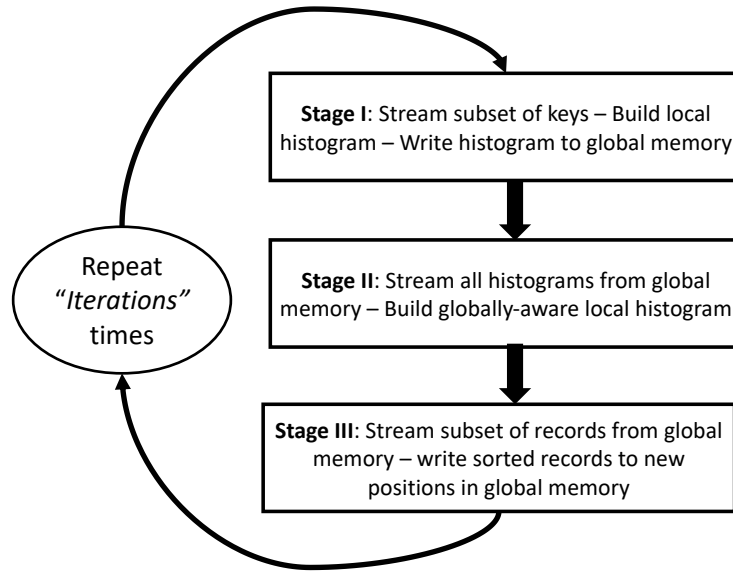 Stage I: Stream subset of keys – Build local
histogram – Write histogram to global memory
Repeat
“Iterations”
times
Stage II: Stream all histograms from global
memory – Build globally-aware local histogram
Stage III: Stream subset of records from global
memory – write sorted records to new
positions in global memory